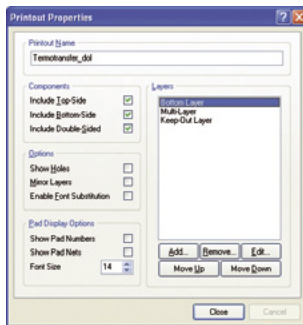 Printout Properties
Printout Name
Termotransfer_dol
Components
Include Top-Side
Include Bottom-Side
Include Double-Sided
Options
Show Holes
Mirror Layers
Enable Font Substitution
Pad Display Options
Show Pad Numbers
Show Pad Nets
Font Size 14
Layers
Bottom Layer
Multi-Layer
Keep-Out Layer
Add... Remove... Edit...
Move Up Move Down
Close Cancel